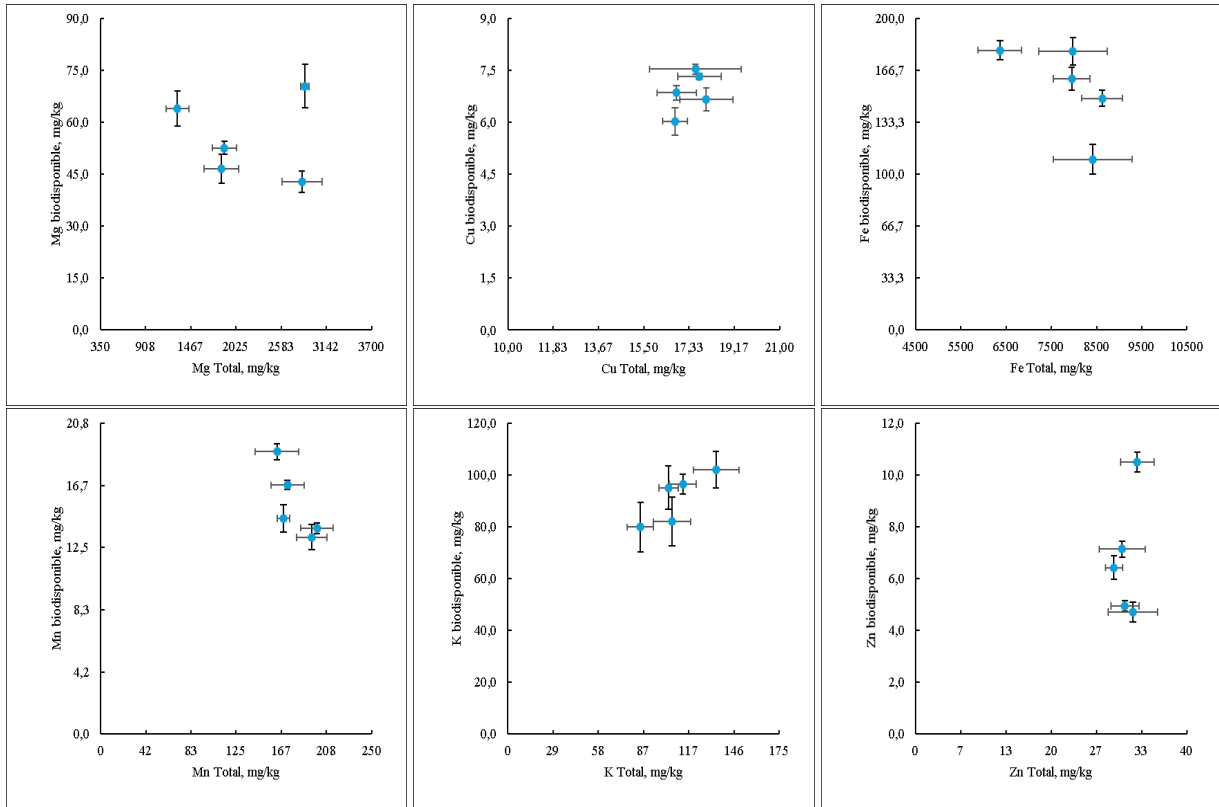 Mg biodisponible, mg/kg
90,0
75,0
60,0
45,0
30,0
15,0
0,0
350 908 1467 2025 2583 3142 3700
Mg Total, mg/kg
Cu biodisponible, mg/kg
9,0
7,5
6,0
4,5
3,0
1,5
0,0
10,00 11,83 13,67 15,50 17,33 19,17 21,00
Cu Total, mg/kg
Fe biodisponible, mg/kg
200,0
166,7
133,3
100,0
66,7
33,3
0,0
4500 5500 6500 7500 8500 9500 10500
Fe Total, mg/kg
Mn biodisponible, mg/kg
20,8
16,7
12,5
8,3
4,2
0,0
0 42 83 125 167 208 250
Mn Total, mg/kg
K biodisponible, mg/kg
120,0
100,0
80,0
60,0
40,0
20,0
0,0
0 29 58 87 117 146 175
K Total, mg/kg
Zn biodisponible, mg/kg
12,0
10,0
8,0
6,0
4,0
2,0
0,0
0 7 13 20 27 33 40
Zn Total, mg/kg